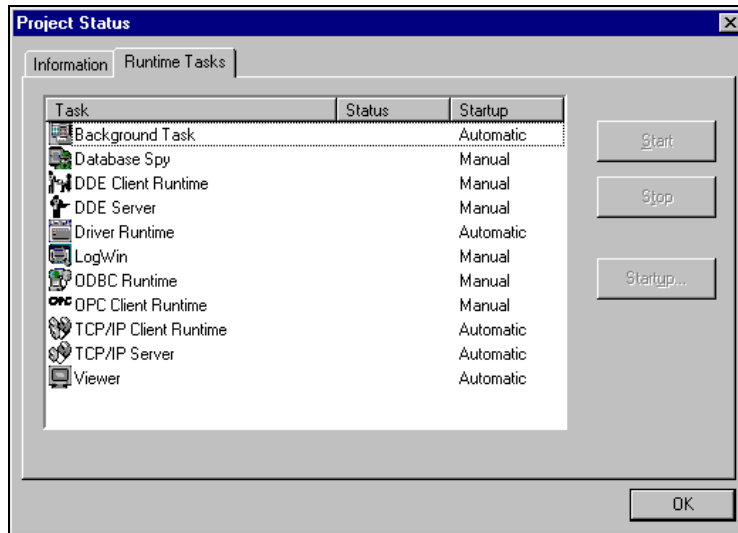 Project Status
Information Runtime Tasks
Task Status Startup
Background Task Automatic
Start
Database Spy Manual
DDE Client Runtime Manual
Stop
DDE Server Manual
Driver Runtime Automatic
LogWin Manual
ODBC Runtime Manual
Startup...
OPC OPC Client Runtime Manual
TCP/IP Client Runtime Automatic
TCP/IP Server Automatic
Viewer Automatic
OK